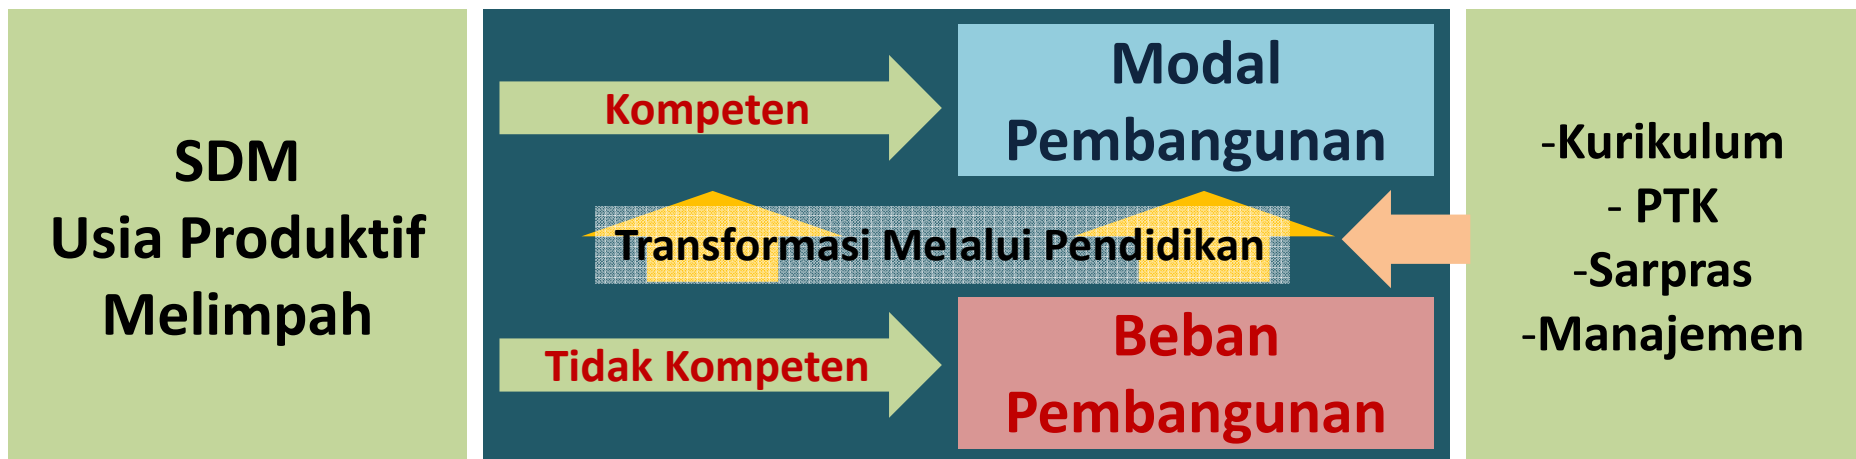 SDM
Usia Produktif
Melimpah
Kompeten
Modal
Pembangunan
Transformasi Melalui Pendidikan
Tidak Kompeten
Beban
Pembangunan
-Kurikulum
- PTK
-Sarpras
-Manajemen